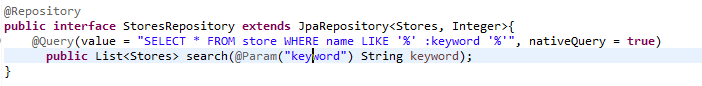 @Repository
public interface StoresRepository extends JpaRepository<Stores, Integer>{
@Query(value = "SELECT * FROM store WHERE name LIKE '%' :keyword '%'", nativeQuery = true)
public List<Stores> search(@Param("keyword") String keyword);
}